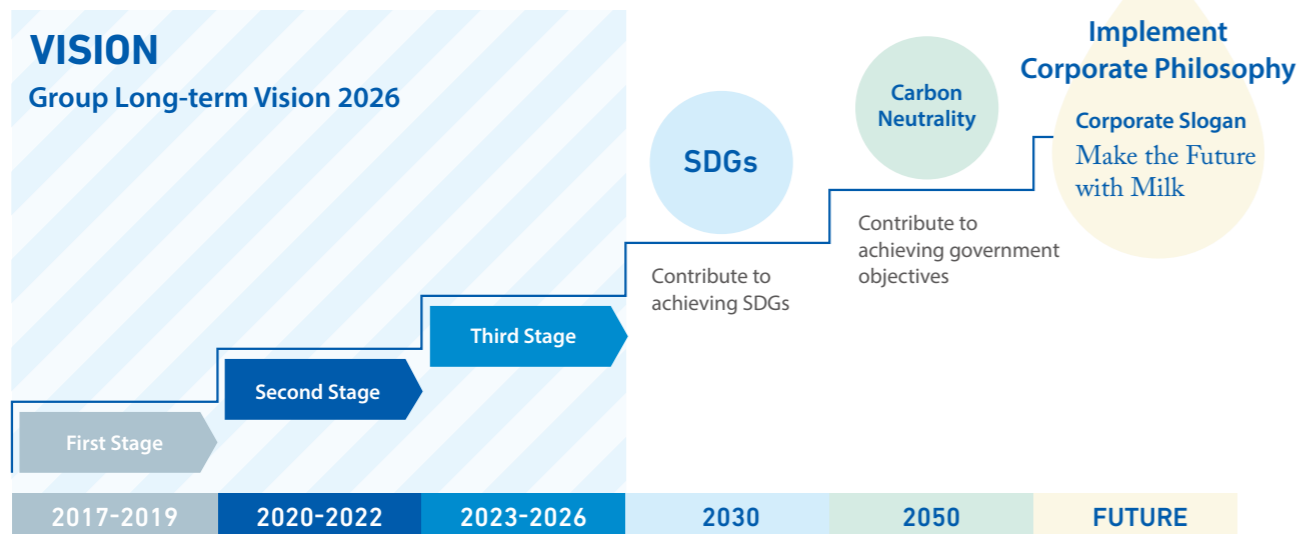 VISION
Group Long-term Vision 2026
First Stage
Second Stage
Third Stage
SDGs
Contribute to
achieving SDGs
Carbon
Neutrality
Contribute to
achieving government
objectives
Implement
Corporate Philosophy
Corporate Slogan
Make the Future
with Milk
2017-2019
2020-2022
2023-2026
2030
2050
FUTURE